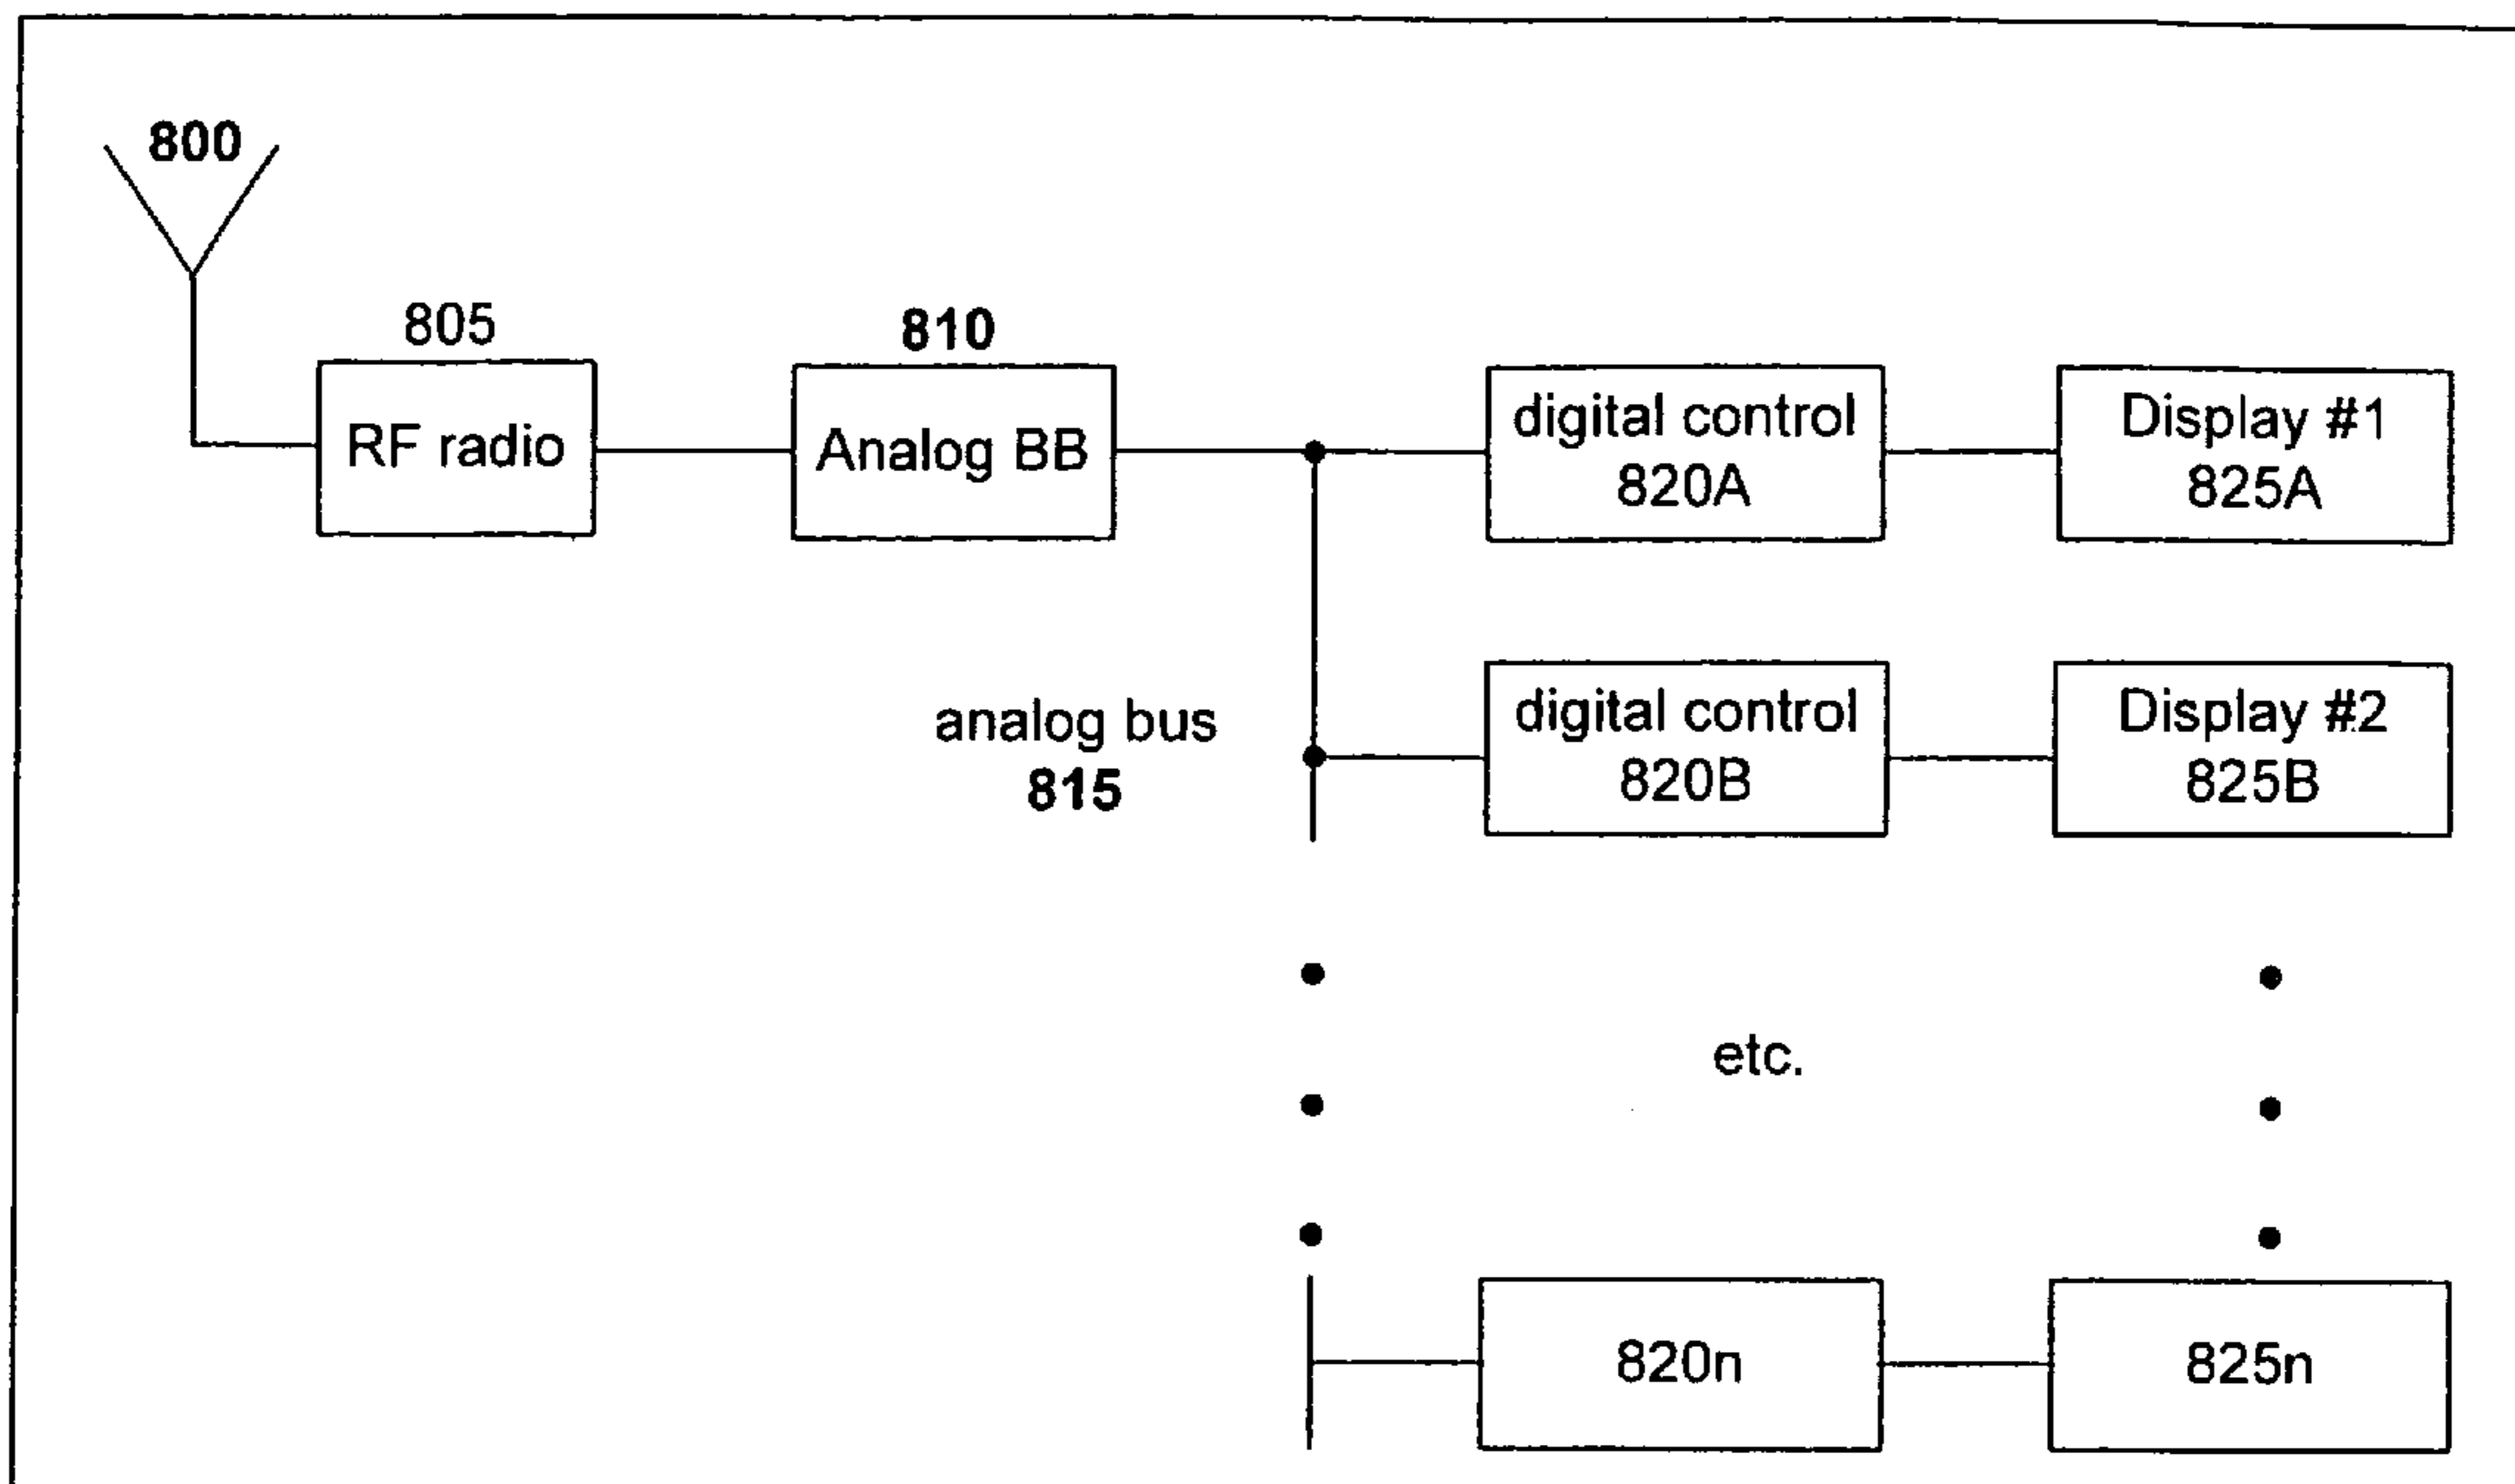 800
805
810
RF radio
Analog BB
digital control
820A
Display #1
825A
analog bus
815
digital control
820B
Display #2
825B
etc.
820n
825n